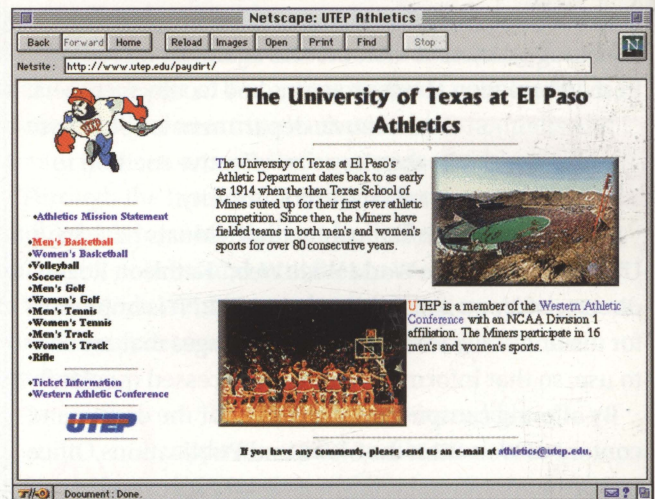 Netscape: UTEP Athletics
Back Forward Home Reload Images Open Print Find Stop N
Netsite: http://www.utep.edu/paydirt/
The University of Texas at El Paso
Athletics
The University of Texas at El Paso's
Athletic Department dates back to as early
as 1914 when the then Texas School of
Mines suited up for their first ever athletic
competition. Since then, the Miners have
fielded teams in both men's and women's
sports for over 80 consecutive years.
•Athletics Mission Statement
•Men's Basketball
•Women's Basketball
•Volleyball
•Soccer
•Men's Golf
•Women's Golf
•Men's Tennis
•Women's Tennis
•Men's Track
•Women's Track
•Rifle
•Ticket Information
•Western Athletic Conference
UTEP
UTEP is a member of the Western Athletic
Conference with an NCAA Division 1
affiliation. The Miners participate in 16
men's and women's sports.
If you have any comments, please send us an e-mail at athletics@utep.edu.
Document: Done.